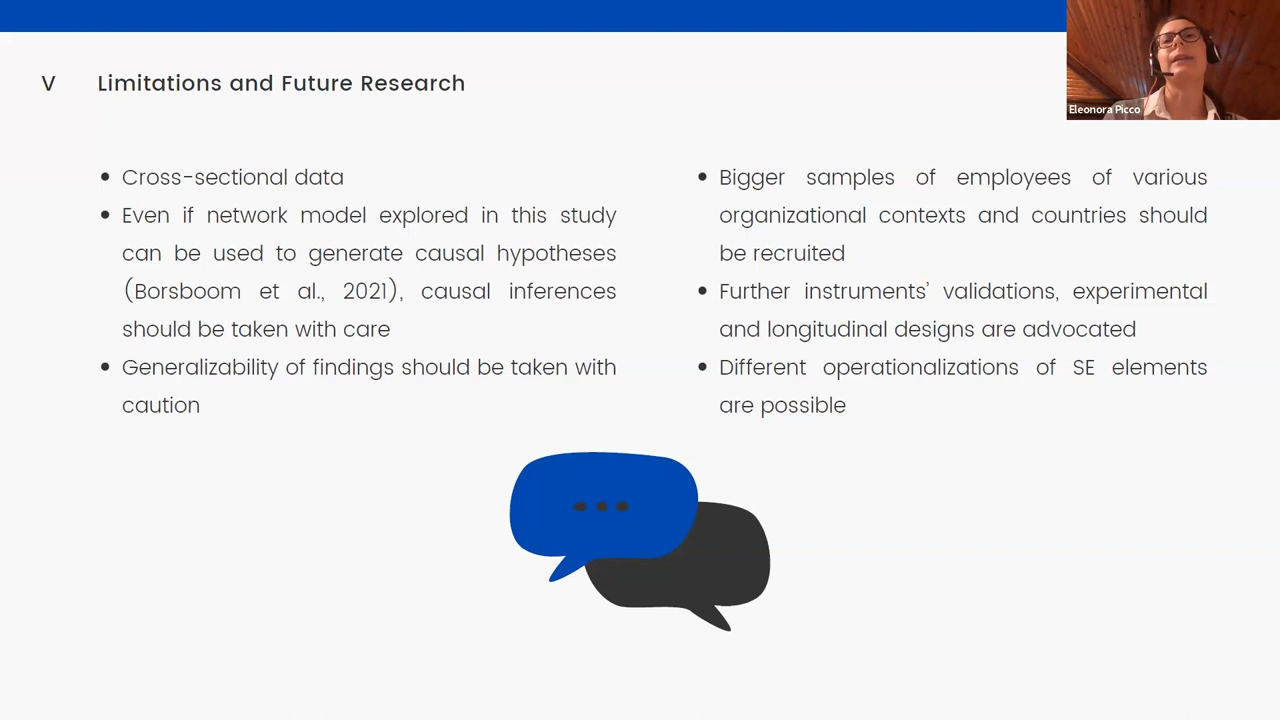 V Limitations and Future Research
Eleonora Picco
Cross-sectional data
Even if network model explored in this study
can be used to generate causal hypotheses
(Borsboom et al., 2021), causal inferences
should be taken with care
Generalizability of findings should be taken with
caution
Bigger samples of employees of various
organizational contexts and countries should
be recruited
Further instruments’ validations, experimental
and longitudinal designs are advocated
Different operationalizations of SE elements
are possible